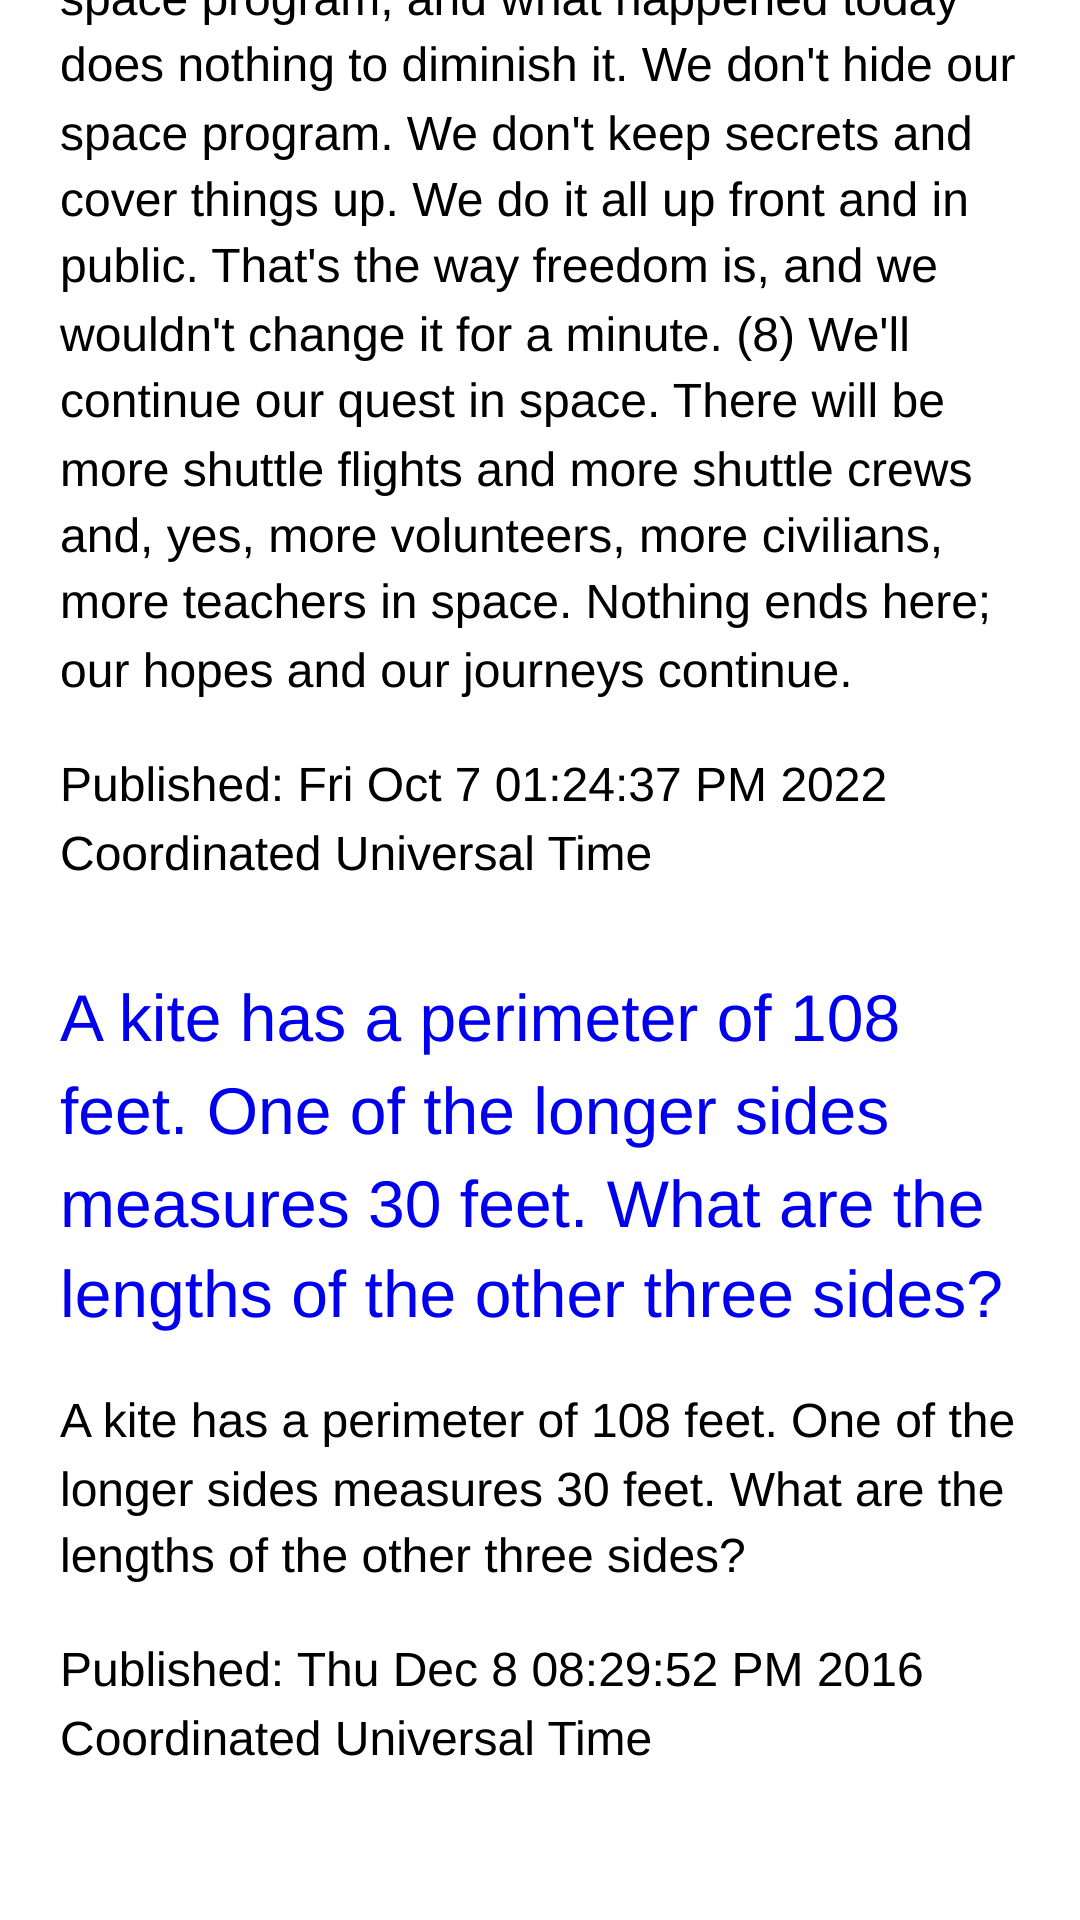 space program, and what happened today
does nothing to diminish it. We don't hide our
space program. We don't keep secrets and
cover things up. We do it all up front and in
public. That's the way freedom is, and we
wouldn't change it for a minute. (8) We'll
continue our quest in space. There will be
more shuttle flights and more shuttle crews
and, yes, more volunteers, more civilians,
more teachers in space. Nothing ends here;
our hopes and our journeys continue.
Published: Fri Oct 7 01:24:37 PM 2022
Coordinated Universal Time
A kite has a perimeter of 108
feet. One of the longer sides
measures 30 feet. What are the
lengths of the other three sides?
A kite has a perimeter of 108 feet. One of the
longer sides measures 30 feet. What are the
lengths of the other three sides?
Published: Thu Dec 8 08:29:52 PM 2016
Coordinated Universal Time